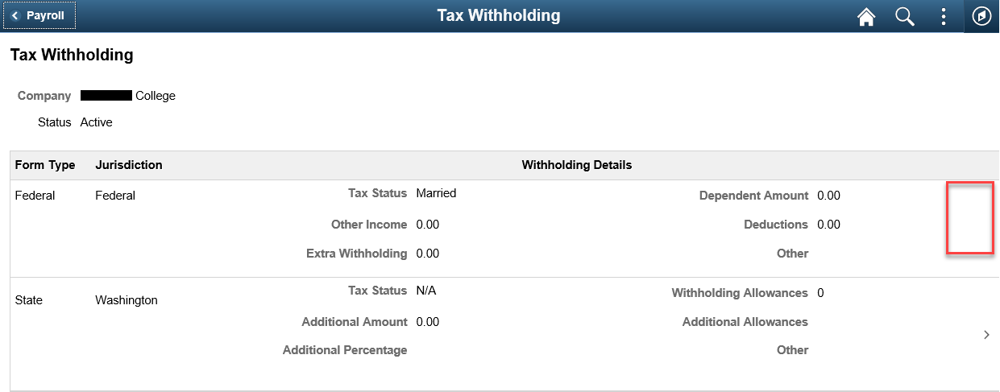 Payroll
Tax Withholding
Tax Withholding
Company College
Status Active
Form Type Jurisdiction Withholding Details
Federal Federal Tax Status Married Dependent Amount 0.00
Other Income 0.00 Deductions 0.00
Extra Withholding 0.00 Other
State Washington Tax Status N/A Withholding Allowances 0
Additional Amount 0.00 Additional Allowances
Additional Percentage Other